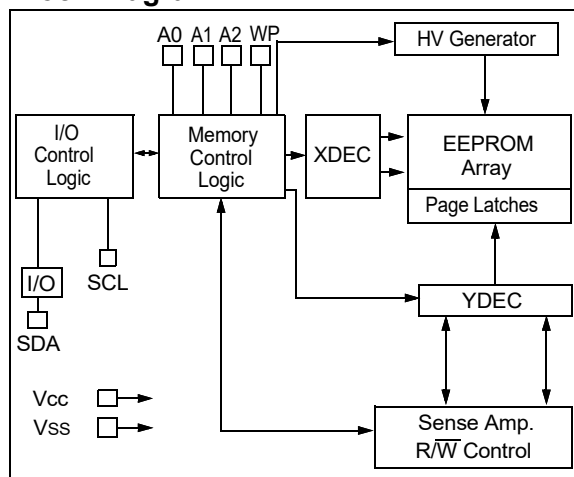 A0 A1 A2 WP
HV Generator
I/O
Control
Logic
Memory
Control
Logic
XDEC
EEPROM
Array
Page Latches
I/O
SCL
SDA
YDEC
Vcc
Vss
Sense Amp.
R/W̅ Control